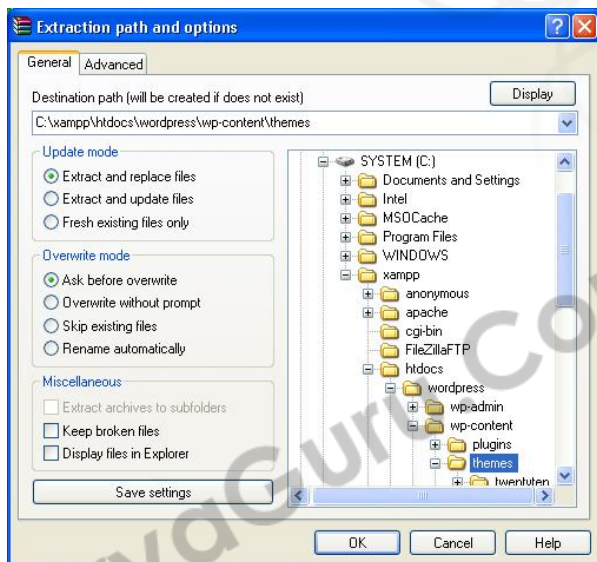 Extraction path and options
General Advanced
Destination path (will be created if does not exist)
Display
C:\xampp\htdocs\wordpress\wp-content\themes
Update mode
Extract and replace files
Extract and update files
Fresh existing files only
Overwrite mode
Ask before overwrite
Overwrite without prompt
Skip existing files
Rename automatically
Miscellaneous
Extract archives to subfolders
Keep broken files
Display files in Explorer
Save settings
SYSTEM (C:)
Documents and Settings
Intel
MSOCache
Program Files
WINDOWS
xampp
anonymous
apache
cgi-bin
FileZillaFTP
htdocs
wordpress
wp-admin
wp-content
plugins
themes
twentyten
OK Cancel Help